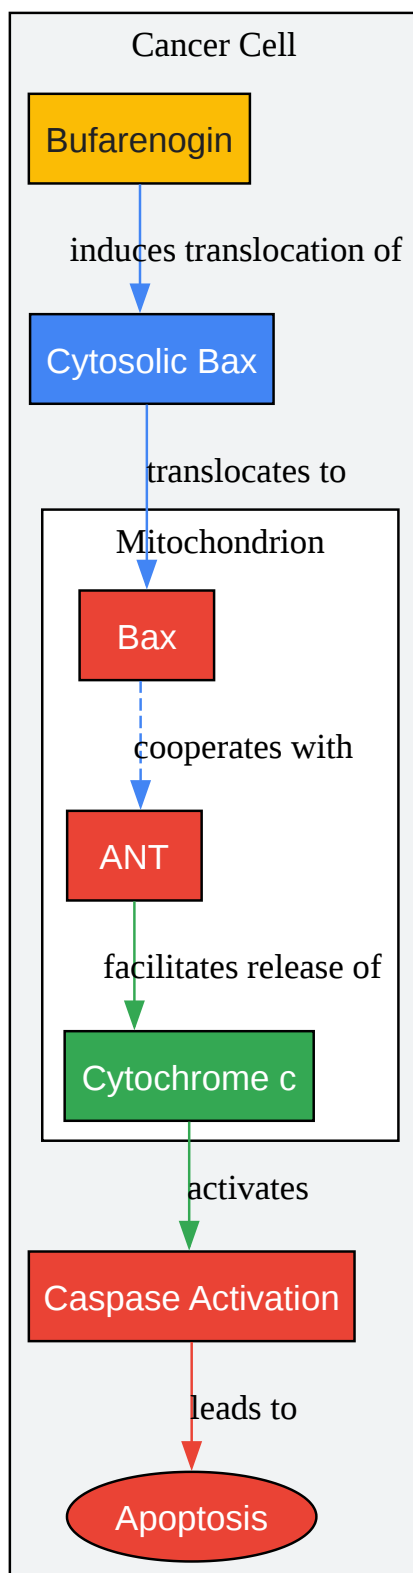 Cancer Cell
Bufarenogin
induces translocation of
Cytosolic Bax
translocates to
Mitochondrion
Bax
cooperates with
ANT
facilitates release of
Cytochrome c
activates
Caspase Activation
leads to
Apoptosis